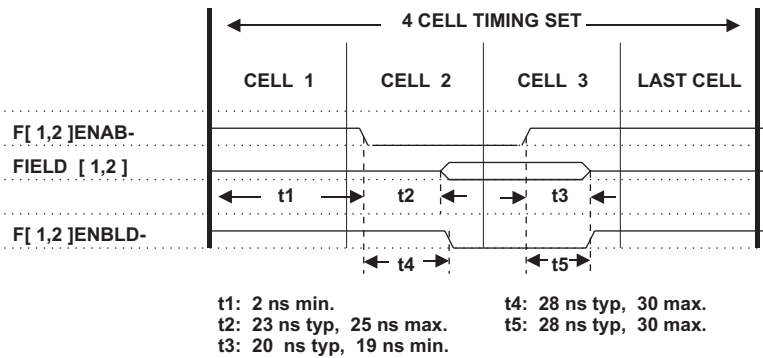 4 CELL TIMING SET
CELL 1 CELL 2 CELL 3 LAST CELL
F[ 1,2 ]ENAB-
FIELD [ 1,2 ]
t1 t2 t3
F[ 1,2 ]ENBLD-
t4 t5
t1: 2 ns min.
t2: 23 ns typ, 25 ns max.
t3: 20 ns typ, 19 ns min.
t4: 28 ns typ, 30 max.
t5: 28 ns typ, 30 max.